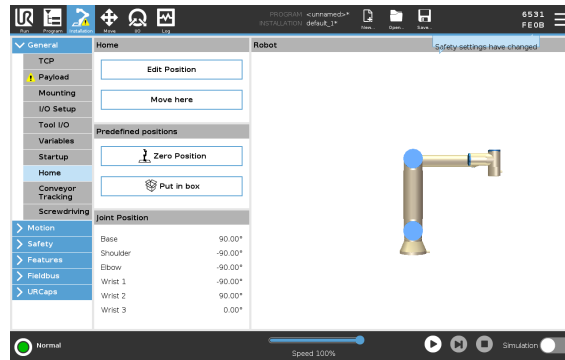 UR
Run
Program
Installation
Move
I/O
Log
PROGRAM <unnamed>*
INSTALLATION default_1*
New...
Open...
Save...
6531
FE0B
Safety settings have changed
General
TCP
Payload
Mounting
I/O Setup
Tool I/O
Variables
Startup
Home
Conveyor
Tracking
Screwdriving
Motion
Safety
Features
Fieldbus
URCaps
Home
Edit Position
Move here
Predefined positions
Zero Position
Put in box
Joint Position
Base 90.00°
Shoulder -90.00°
Elbow -90.00°
Wrist 1 -90.00°
Wrist 2 90.00°
Wrist 3 0.00°
Robot
Normal
Speed 100%
Simulation